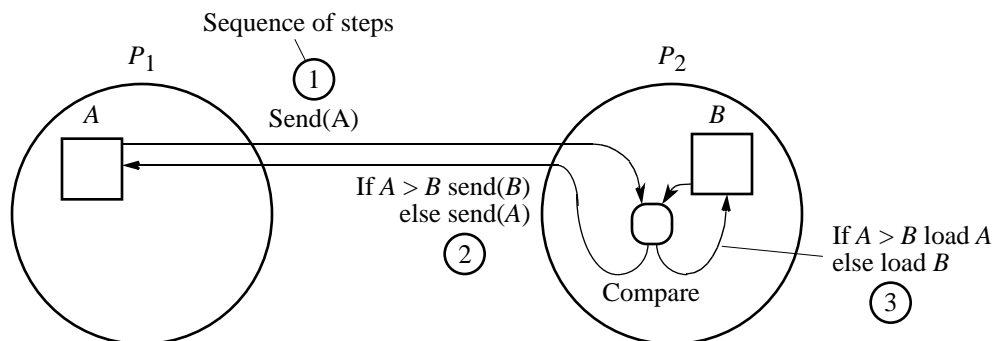 Sequence of steps
P1
P2
1
Send(A)
A
B
If A > B send(B)
else send(A)
2
If A > B load A
else load B
Compare
3